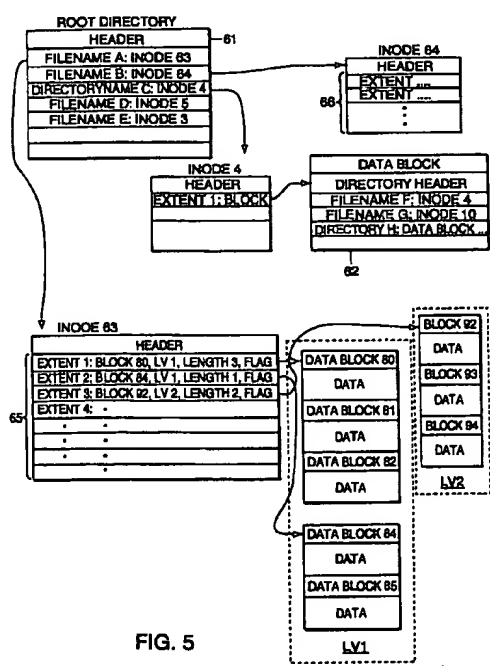 ROOT DIRECTORY
HEADER
61
FILENAME A: INODE 63
FILENAME B: INODE 64
DIRECTORYNAME C: INODE 4
FILENAME D: INODE 5
FILENAME E: INODE 3
INODE 64
HEADER
EXTENT ....
EXTENT ....
66
INODE 4
HEADER
EXTENT 1: BLOCK
DATA BLOCK
DIRECTORY HEADER
FILENAME F: INODE 4
FILENAME G: INODE 10
DIRECTORY H: DATA BLOCK ...
62
INODE 63
HEADER
EXTENT 1: BLOCK 80, LV 1, LENGTH 3, FLAG
EXTENT 2: BLOCK 84, LV 1, LENGTH 1, FLAG
EXTENT 3: BLOCK 92, LV 2, LENGTH 2, FLAG
EXTENT 4:
65
DATA BLOCK 80
DATA
DATA BLOCK 81
DATA
DATA BLOCK 82
DATA
DATA BLOCK 84
DATA
DATA BLOCK 85
DATA
LV1
BLOCK 92
DATA
BLOCK 93
DATA
BLOCK 94
DATA
LV2
FIG. 5